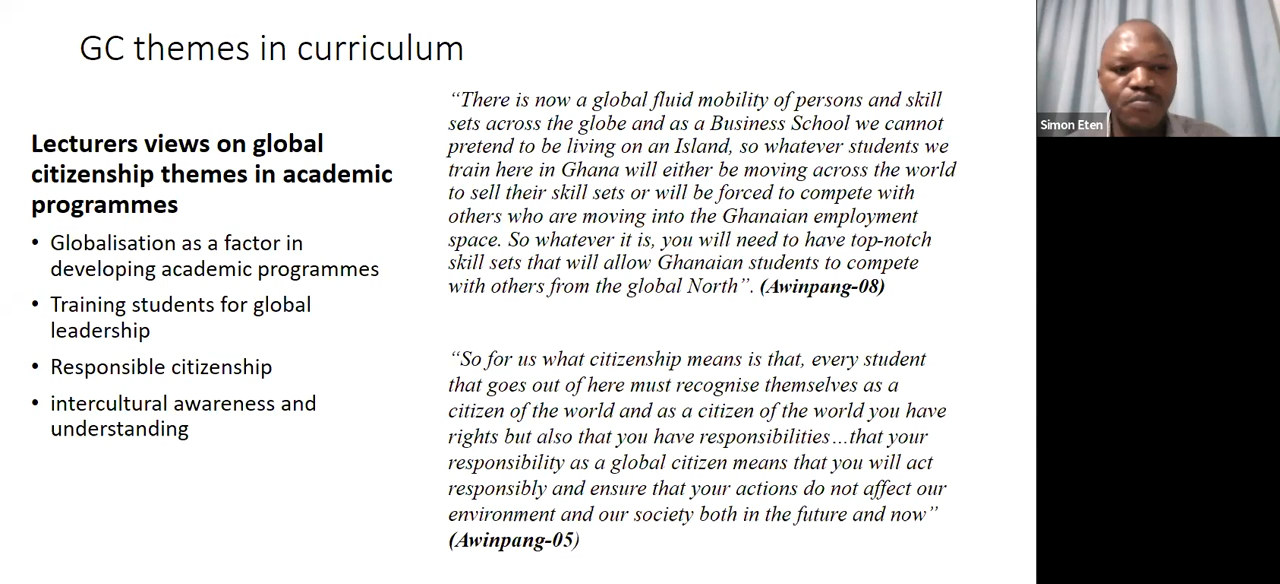 GC themes in curriculum
Lecturers views on global
citizenship themes in academic
programmes
• Globalisation as a factor in
developing academic programmes
• Training students for global
leadership
• Responsible citizenship
• intercultural awareness and
understanding
“There is now a global fluid mobility of persons and skill
sets across the globe and as a Business School we cannot
pretend to be living on an Island, so whatever students we
train here in Ghana will either be moving across the world
to sell their skill sets or will be forced to compete with
others who are moving into the Ghanaian employment
space. So whatever it is, you will need to have top-notch
skill sets that will allow Ghanaian students to compete
with others from the global North”. (Awinpang-08)
“So for us what citizenship means is that, every student
that goes out of here must recognise themselves as a
citizen of the world and as a citizen of the world you have
rights but also that you have responsibilities…that your
responsibility as a global citizen means that you will act
responsibly and ensure that your actions do not affect our
environment and our society both in the future and now”
(Awinpang-05)
Simon Eten